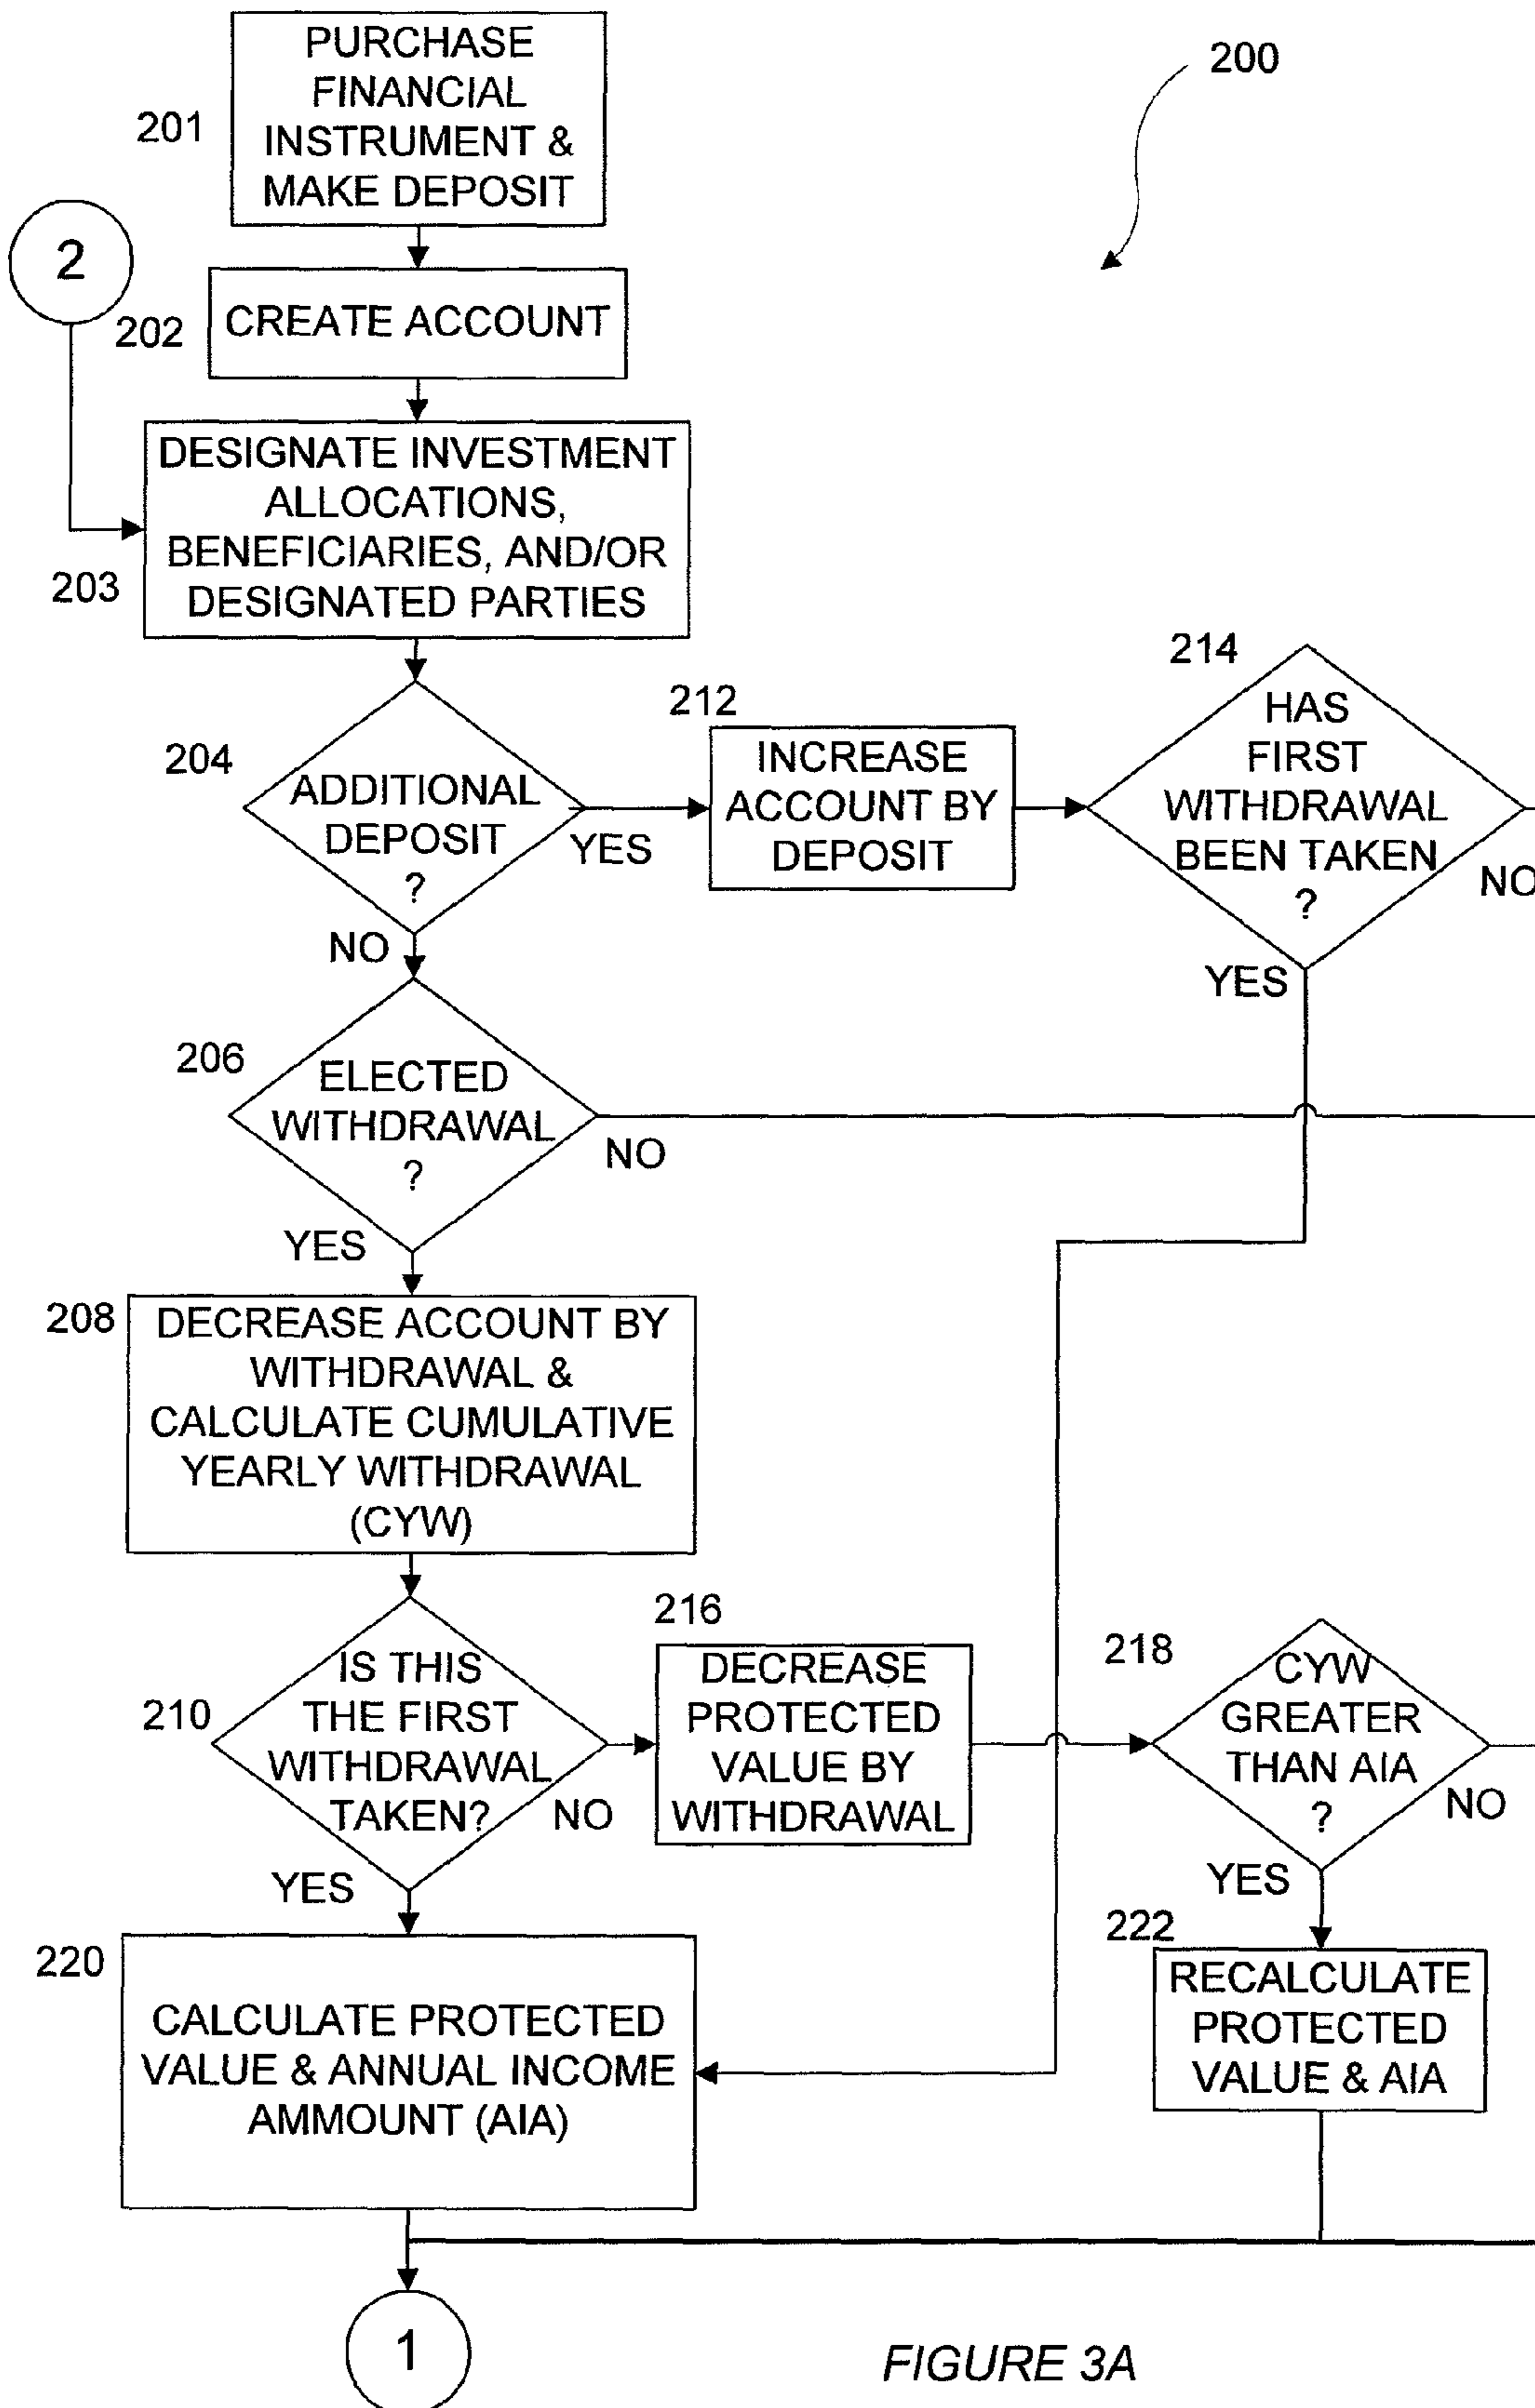 200
PURCHASE
FINANCIAL
INSTRUMENT &
MAKE DEPOSIT
201
2
202
CREATE ACCOUNT
DESIGNATE INVESTMENT
ALLOCATIONS,
BENEFICIARIES, AND/OR
DESIGNATED PARTIES
203
204
ADDITIONAL
DEPOSIT
?
YES
NO
212
INCREASE
ACCOUNT BY
DEPOSIT
214
HAS
FIRST
WITHDRAWAL
BEEN TAKEN
?
NO
YES
206
ELECTED
WITHDRAWAL
?
NO
YES
208
DECREASE ACCOUNT BY
WITHDRAWAL &
CALCULATE CUMULATIVE
YEARLY WITHDRAWAL
(CYW)
210
IS THIS
THE FIRST
WITHDRAWAL
TAKEN?
NO
YES
216
DECREASE
PROTECTED
VALUE BY
WITHDRAWAL
218
CYW
GREATER
THAN AIA
?
NO
YES
220
CALCULATE PROTECTED
VALUE & ANNUAL INCOME
AMMOUNT (AIA)
222
RECALCULATE
PROTECTED
VALUE & AIA
1
FIGURE 3A